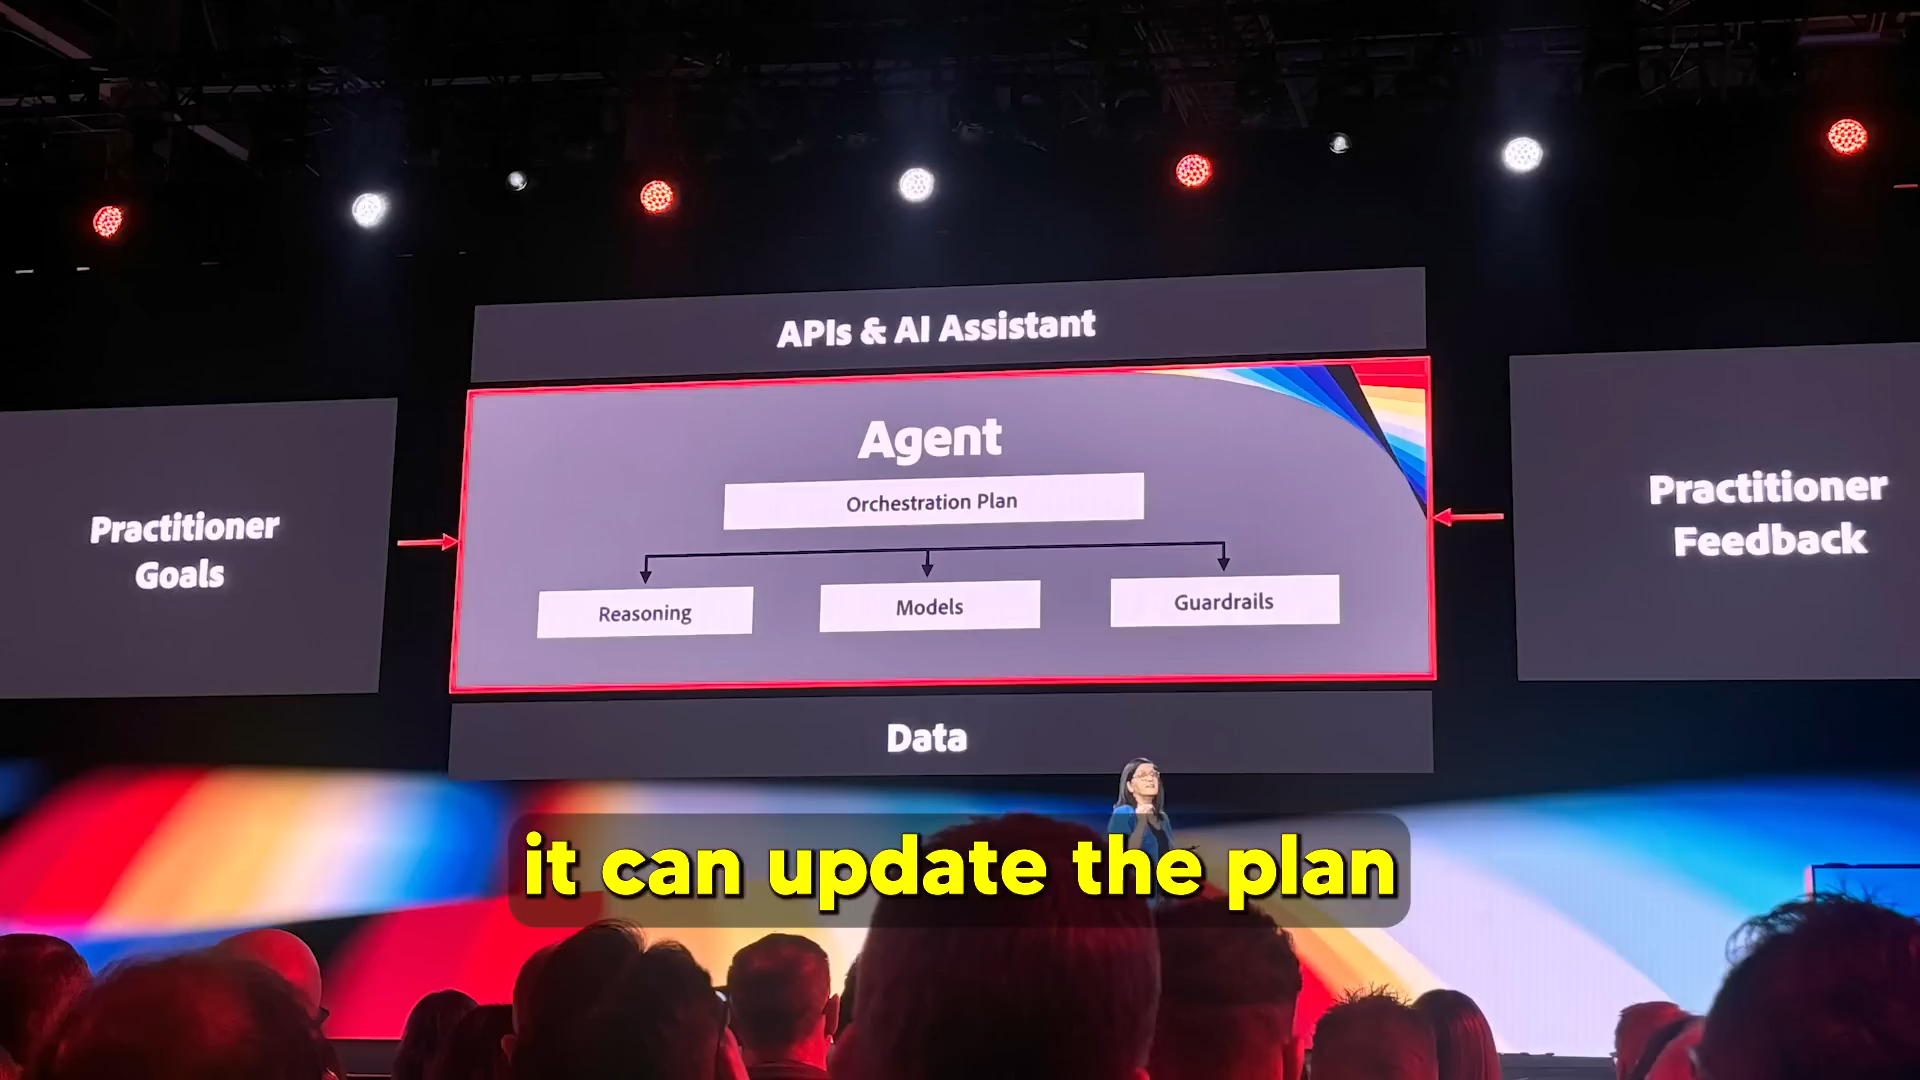 APIs & AI Assistant
Practitioner
Goals
Agent
Orchestration Plan
Reasoning
Models
Guardrails
Practitioner
Feedback
Data
it can update the plan